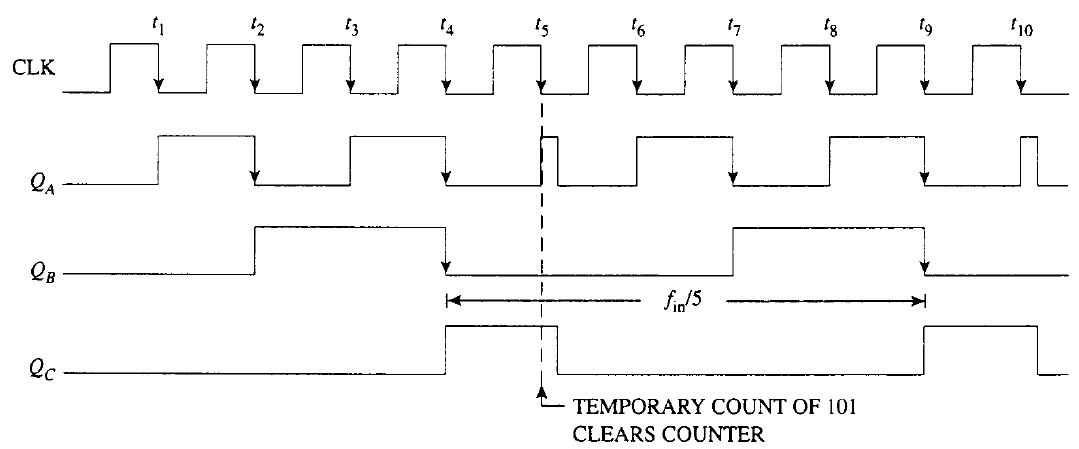 t1 t2 t3 t4 t5 t6 t7 t8 t9 t10
CLK
QA
QB
fin/5
QC
TEMPORARY COUNT OF 101
CLEARS COUNTER